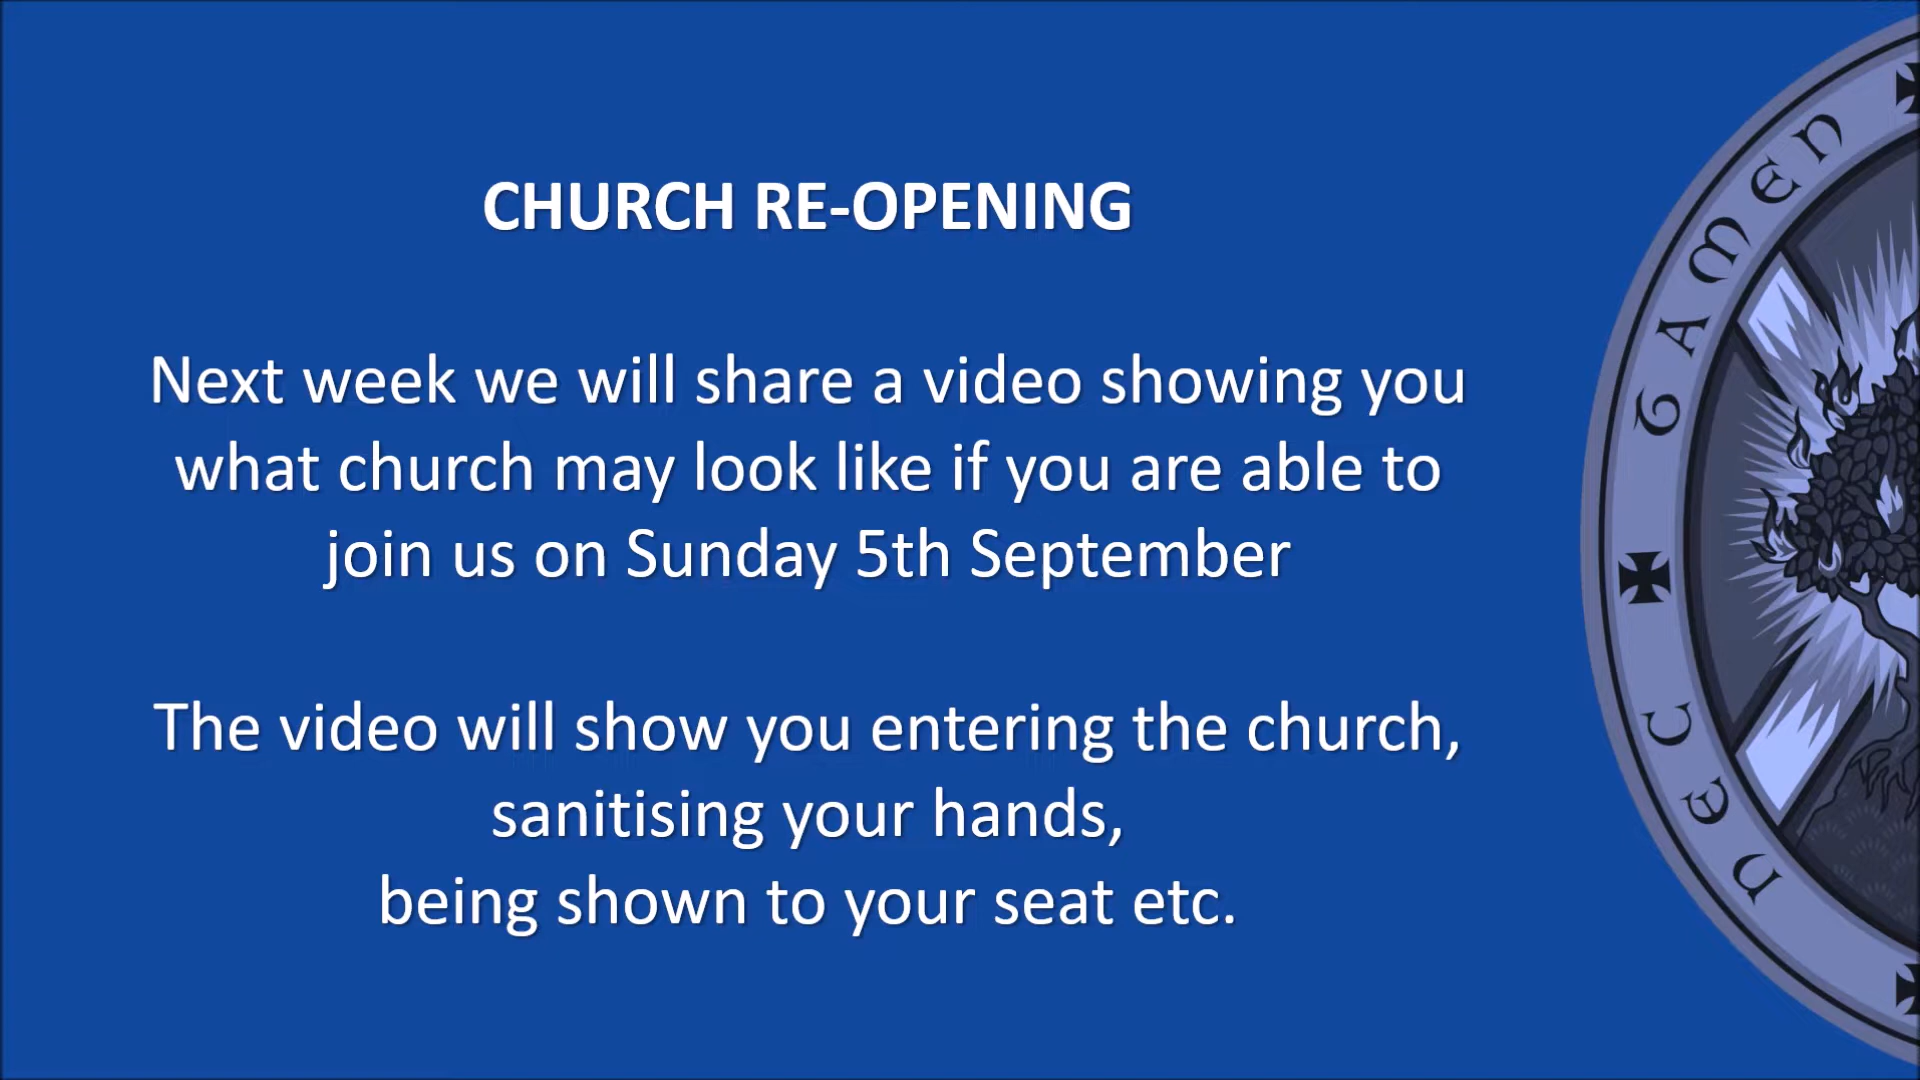 CHURCH RE-OPENING
Next week we will share a video showing you
what church may look like if you are able to
join us on Sunday 5th September
The video will show you entering the church,
sanitising your hands,
being shown to your seat etc.
NEC
TAMEN